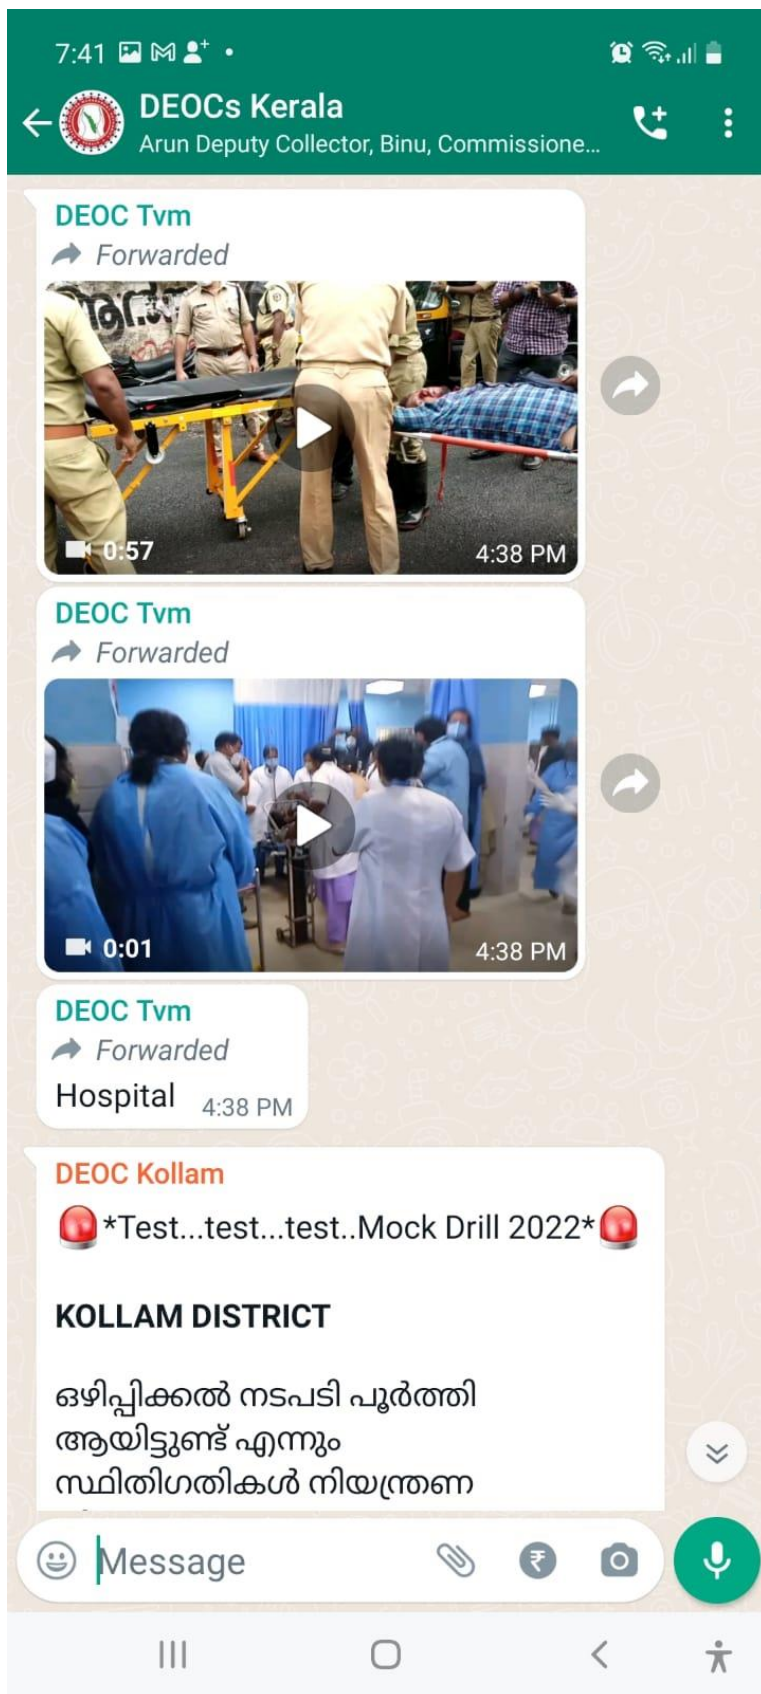 7:41
DEOCs Kerala
Arun Deputy Collector, Binu, Commissione...
DEOC Tvm
Forwarded
0:57
4:38 PM
DEOC Tvm
Forwarded
0:01
4:38 PM
DEOC Tvm
Forwarded
Hospital 4:38 PM
DEOC Kollam
*Test...test...test..Mock Drill 2022*
KOLLAM DISTRICT
ഒഴിപ്പിക്കൽ നടപടി പൂർത്തി
ആയിട്ടുണ്ട് എന്നും
സ്ഥിതിഗതികൾ നിയന്ത്രണ
Message